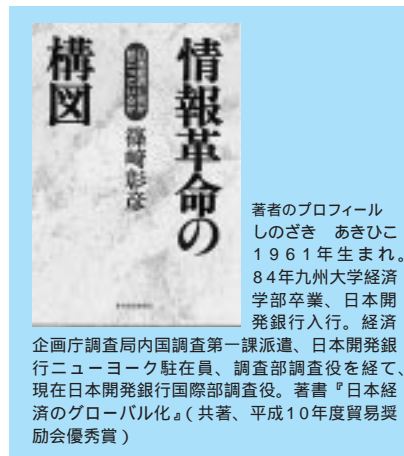 情報革命の
構図
篠﨑彰彦
著者のプロフィール
しのざき　あきひこ
１９６１年生まれ。
８４年九州大学経済
学部卒業、日本開
発銀行入行。経済
企画庁調査局内国調査第一課派遣、日本開発銀
行ニューヨーク駐在員、調査部調査役を経て、
現在日本開発銀行国際部調査役。著書『日本経
済のグローバル化』（共著、平成１０年度貿易奨
励会優秀賞）